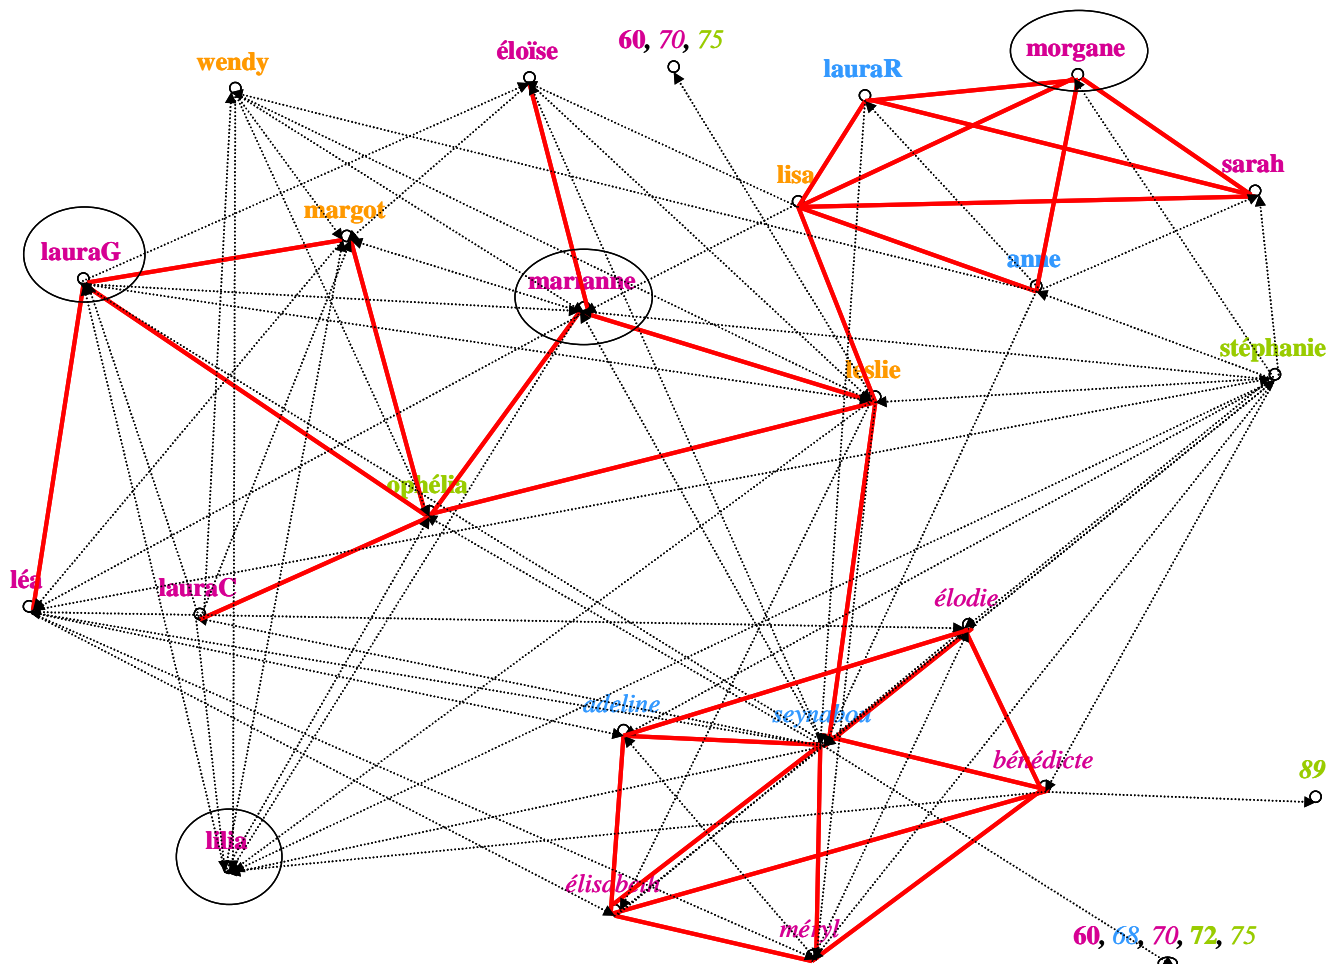 éloïse
60, 70, 75
morgane
wendy
lauraR
sarah
lisa
margot
lauraG
anne
marianne
stéphanie
leslie
ophélia
léa
lauraC
élodie
adeline
seynabou
bénédicte
89
lilia
élisabeth
méryl
60, 68, 70, 72, 75